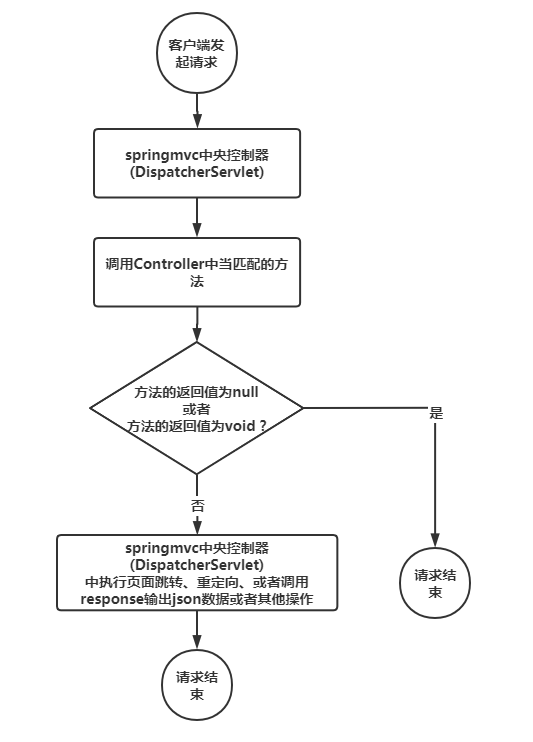 客户端发
起请求
springmvc中央控制器
(DispatcherServlet)
调用Controller中当匹配的方
法
方法的返回值为null
或者
方法的返回值为void？
是
否
springmvc中央控制器
(DispatcherServlet)
中执行页面跳转、重定向、或者调用
response输出json数据或者其他操作
请求结
束
请求结
束